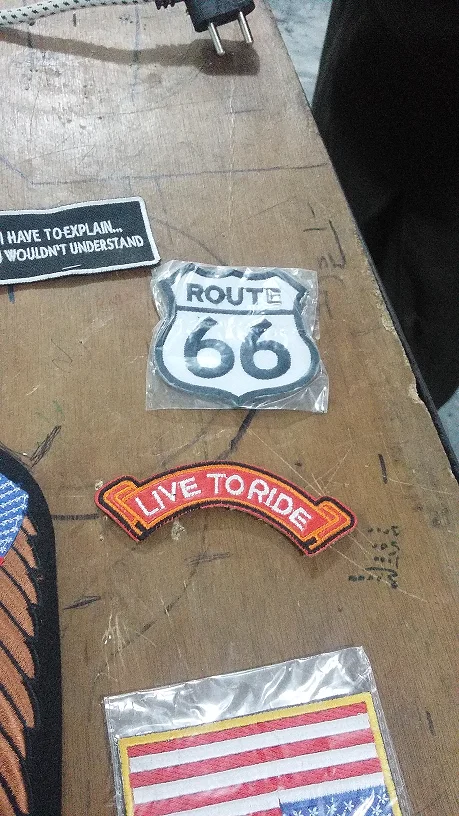 I HAVE TO EXPLAIN...
WOULDN'T UNDERSTAND
ROUTE
66
LIVE TO RIDE